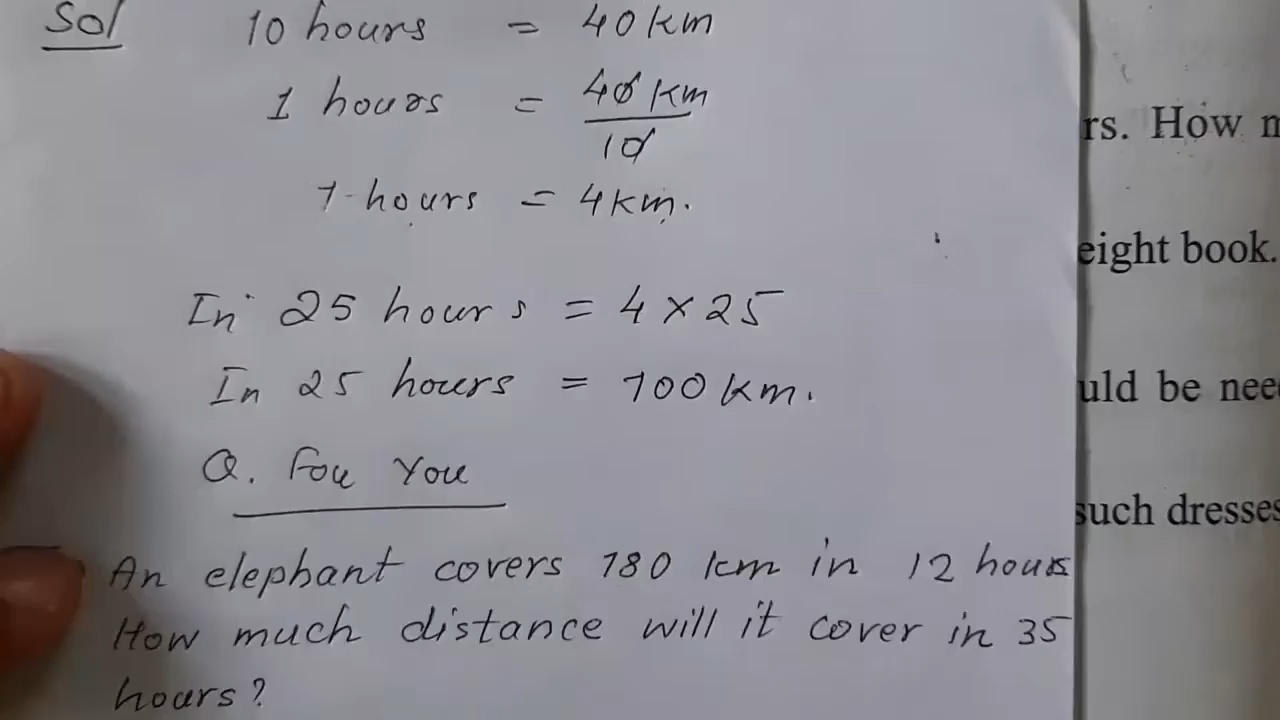 Sol 10 hours = 40 km
1 hours = 40 km
10
1 hours = 4 km.
In 25 hours = 4 × 25
In 25 hours = 100 km.
Q. For You
An elephant covers 180 km in 12 hours
How much distance will it cover in 35
hours?
rs. How
eight book.
uld be
such dresses